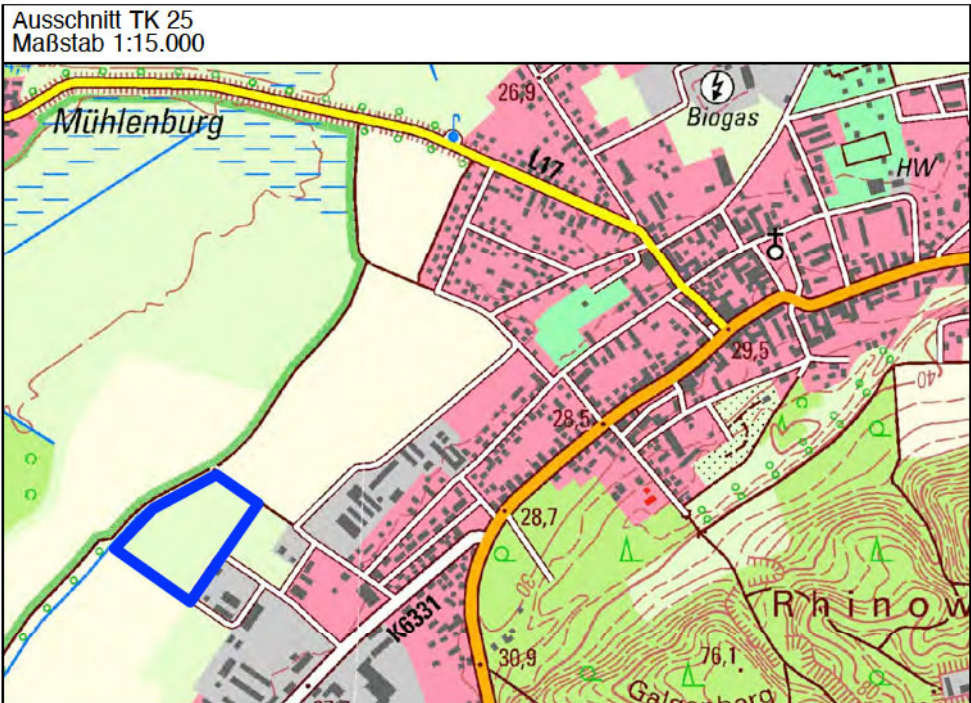 Ausschnitt TK 25
Maßstab 1:15.000
26,9
Biogas
Mühlenburg
L17
HW
29,5
40
28,5
28,7
30
K6331
Rhinow
30,9
76,1
Galgenberg